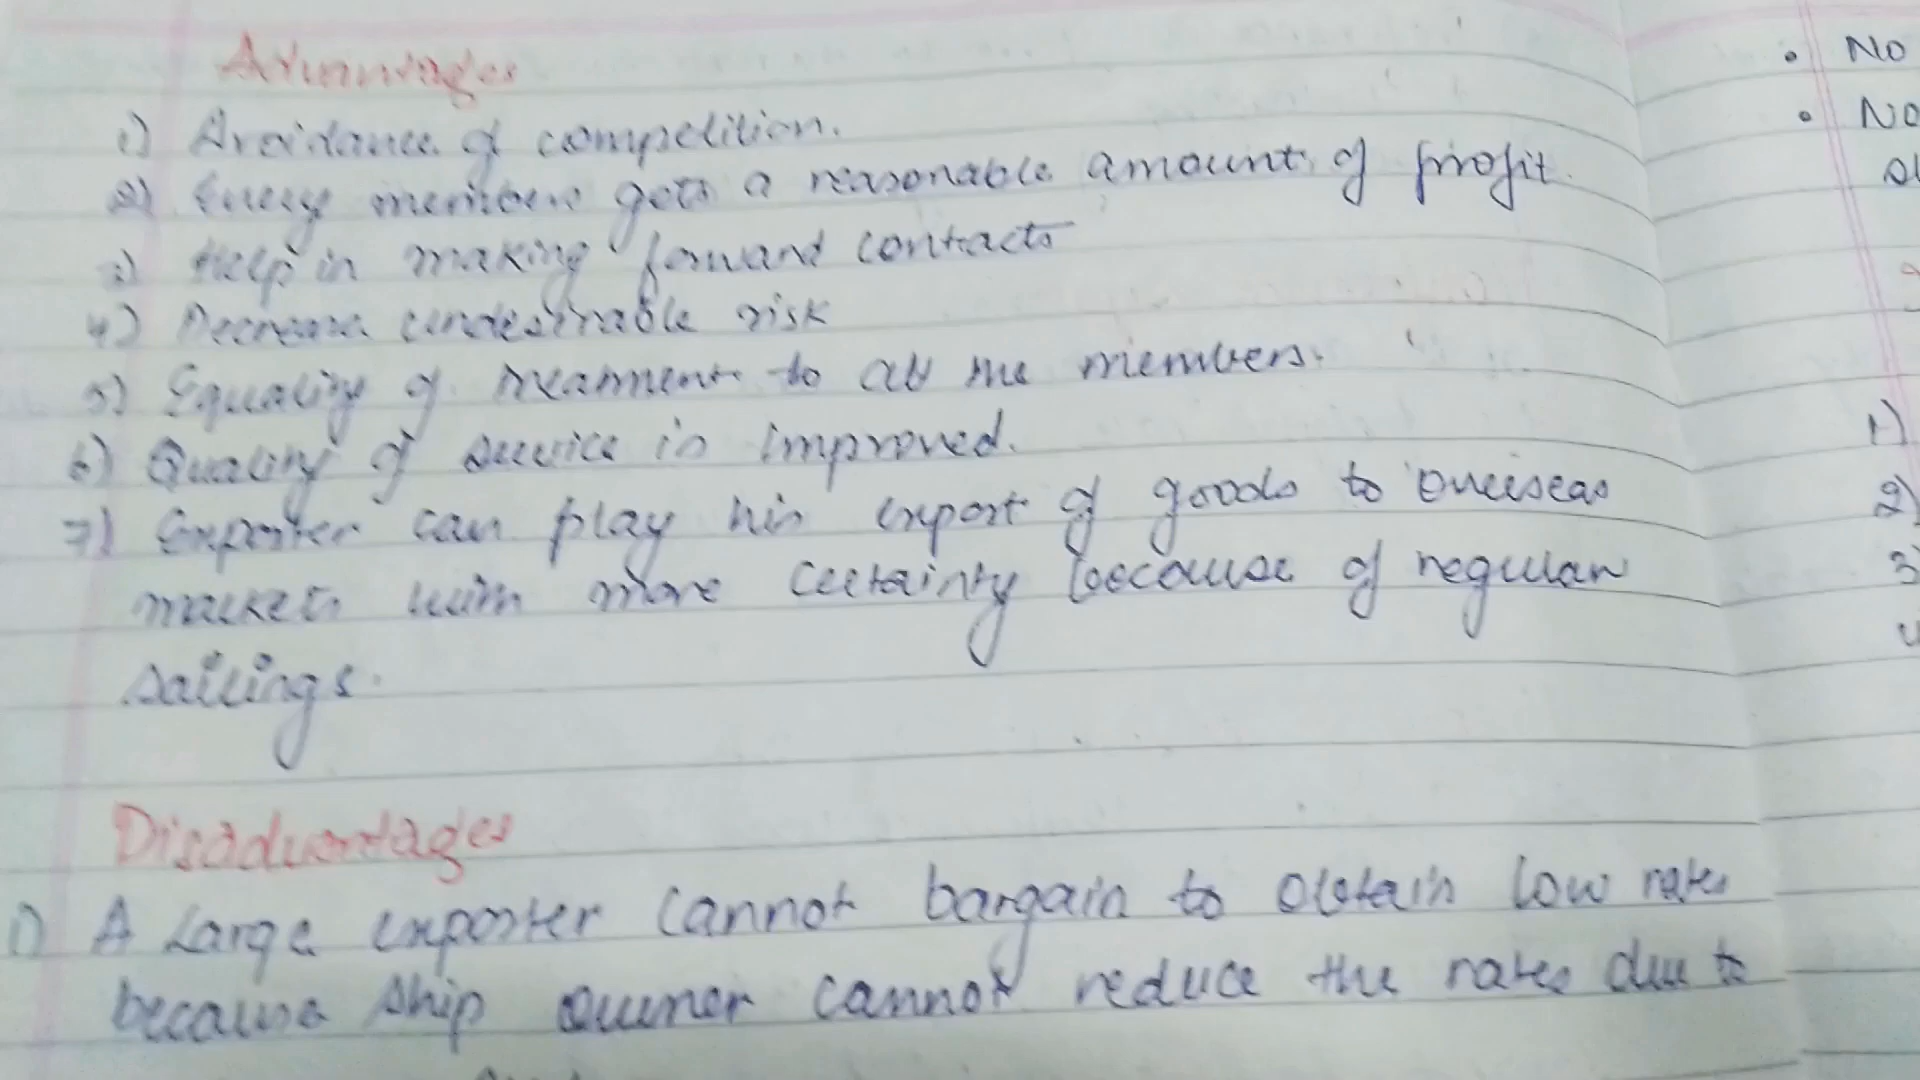 Advantages
1) Avoidance of competition.
2) Every members gets a reasonable amount of profit.
3) Help in making forward contracts
4) Decrease undesirable risk
5) Equality of treatment to all the members.
6) Quality of service is improved.
7) Exporter can play his export of goods to overseas
markets with more certainty because of regular
sailings.
Disadvantages
1) A large exporter cannot bargain to obtain low rates
because ship owner cannot reduce the rates due to
• No
• No
1)
2)
3)